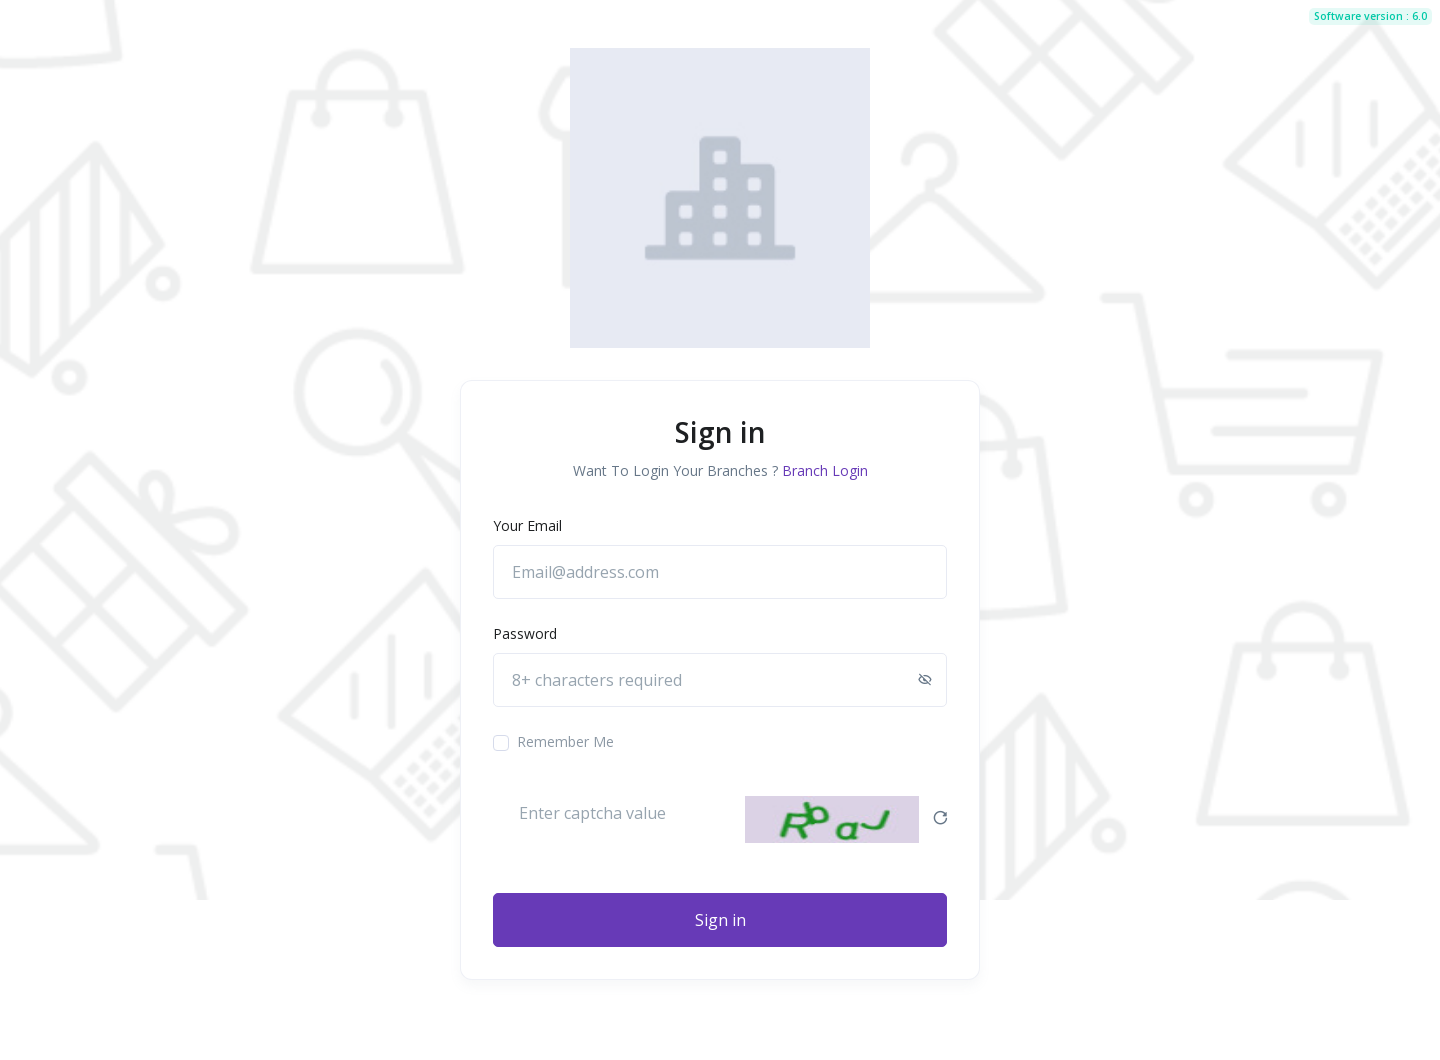 Software version : 6.0
Sign in
Want To Login Your Branches ? Branch Login
Your Email
Email@address.com
Password
8+ characters required
Remember Me
Enter captcha value
RbaJ
Sign in